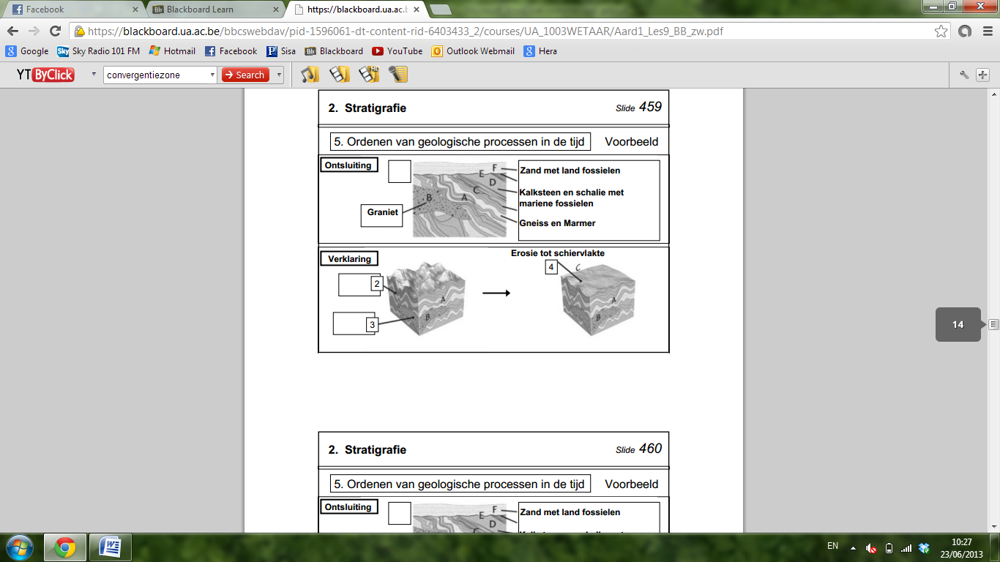 Facebook
Blackboard Learn
https://blackboard.ua.ac.b
https://blackboard.ua.ac.be/bbcswebdav/pid-1596061-dt-content-rid-6403433_2/courses/UA_1003WETAAR/Aard1_Les9_BB_zw.pdf
Google Sky Radio 101 FM Hotmail Facebook Sisa Blackboard YouTube Outlook Webmail Hera
YT ByClick convergentiezone Search
2. Stratigrafie Slide 459
5. Ordenen van geologische processen in de tijd Voorbeeld
Ontsluiting
F
E
D
C
B
A
Zand met land fossielen
Kalksteen en schalie met
mariene fossielen
Graniet
Gneiss en Marmer
Verklaring
Erosie tot schiervlakte
2
A
B
3
4
C
A
B
14
2. Stratigrafie Slide 460
5. Ordenen van geologische processen in de tijd Voorbeeld
Ontsluiting
F
E
D
Zand met land fossielen
EN
10:27
23/06/2013